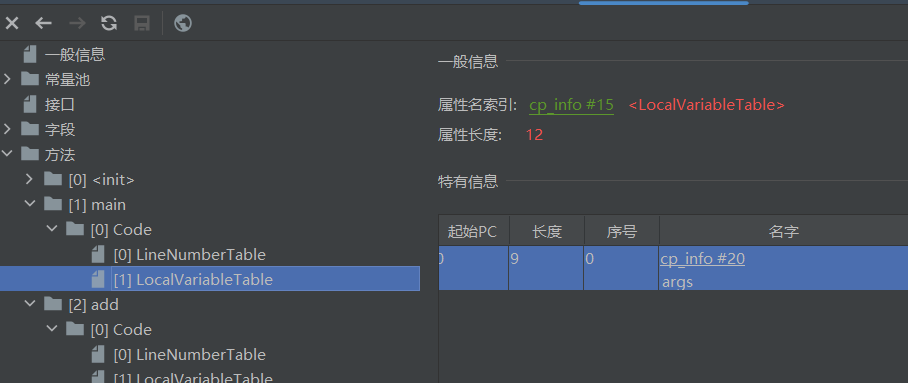 一般信息
常量池
接口
字段
方法
[0] <init>
[1] main
[0] Code
[0] LineNumberTable
[1] LocalVariableTable
[2] add
[0] Code
[0] LineNumberTable
[1] LocalVariableTable
一般信息
属性名索引: cp_info #15 <LocalVariableTable>
属性长度: 12
特有信息
起始PC 长度 序号 名字
0 9 0 cp_info #20
args